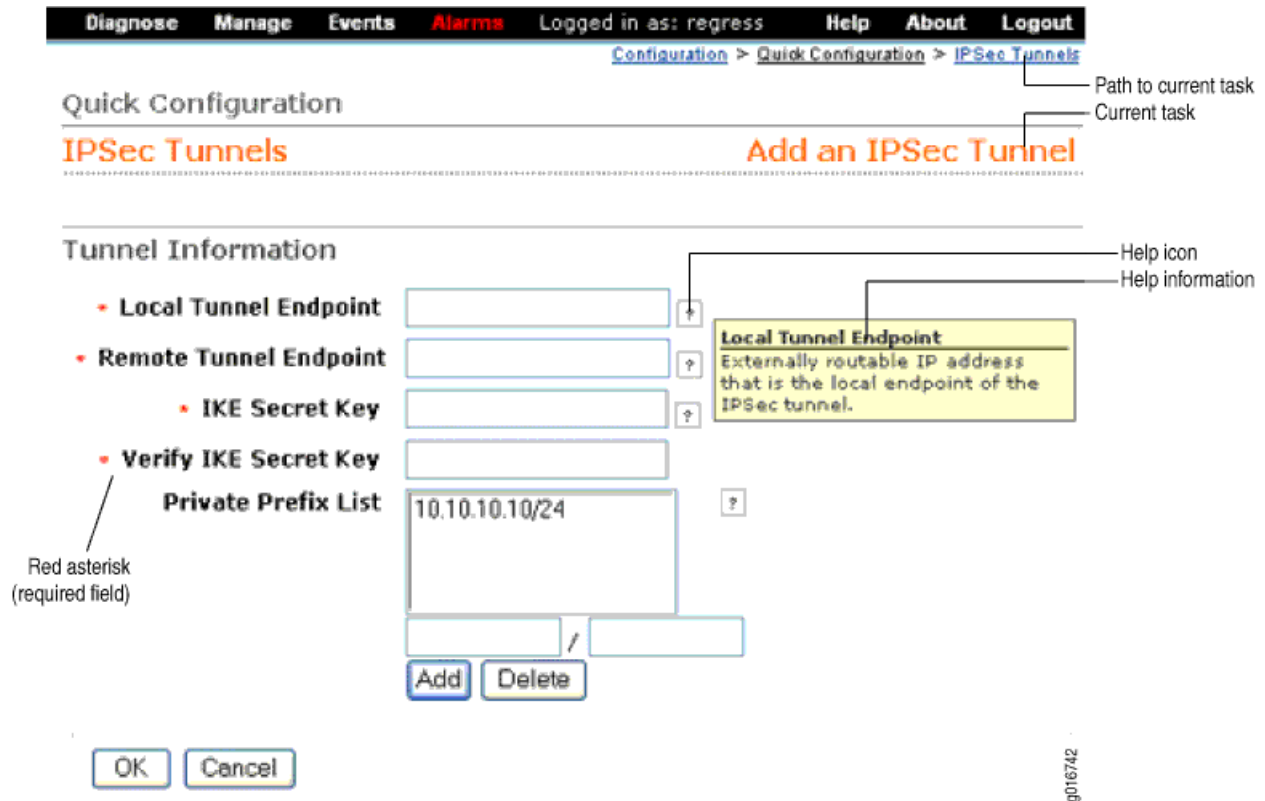 Diagnose Manage Events Alarms Logged in as: regress Help About Logout
Configuration > Quick Configuration > IPSec Tunnels
Path to current task
Quick Configuration
Current task
IPSec Tunnels Add an IPSec Tunnel
Tunnel Information
Help icon
Help information
* Local Tunnel Endpoint ?
Local Tunnel Endpoint
Externally routable IP address
that is the local endpoint of the
IPSec tunnel.
* Remote Tunnel Endpoint ?
* IKE Secret Key ?
* Verify IKE Secret Key
Private Prefix List 10.10.10.10/24 ?
Red asterisk
(required field)
/
Add Delete
OK Cancel
g016742